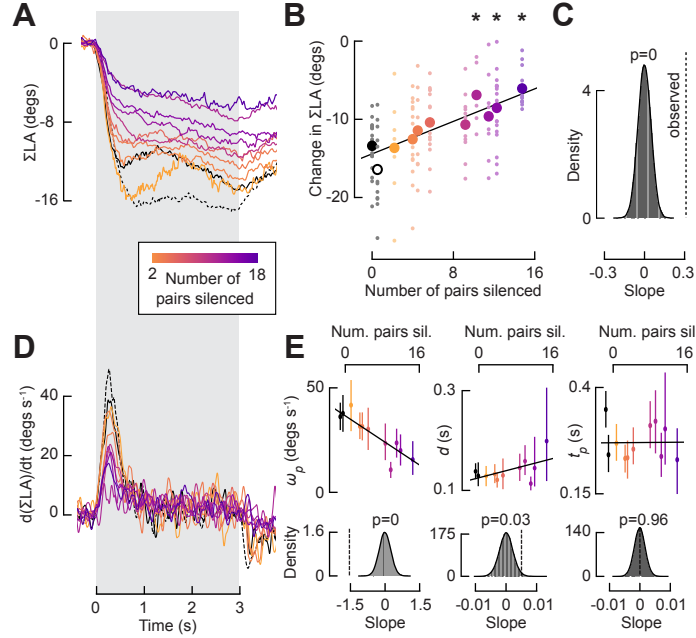 A
0
-8
-16
ΣLA (degs)
2
18
Number of
pairs silenced
B
* * *
0
-10
-20
Change in ΣLA (degs)
0
8
16
Number of pairs silenced
C
p=0
observed
4
0
Density
-0.3
0
0.3
Slope
D
40
20
0
d(ΣLA)/dt (degs s⁻¹)
0
1
2
3
Time (s)
E
Num. pairs sil.
0
16
50
0
ωp (degs s⁻¹)
Num. pairs sil.
0
16
0.3
0.1
d (s)
Num. pairs sil
0
16
0.4
0.15
tp (s)
p=0
1.6
0
Density
-1.5
0
1.5
Slope
p=0.03
175
0
-0.01
0
0.01
Slope
p=0.96
140
0
-0.01
0
0.01
Slope